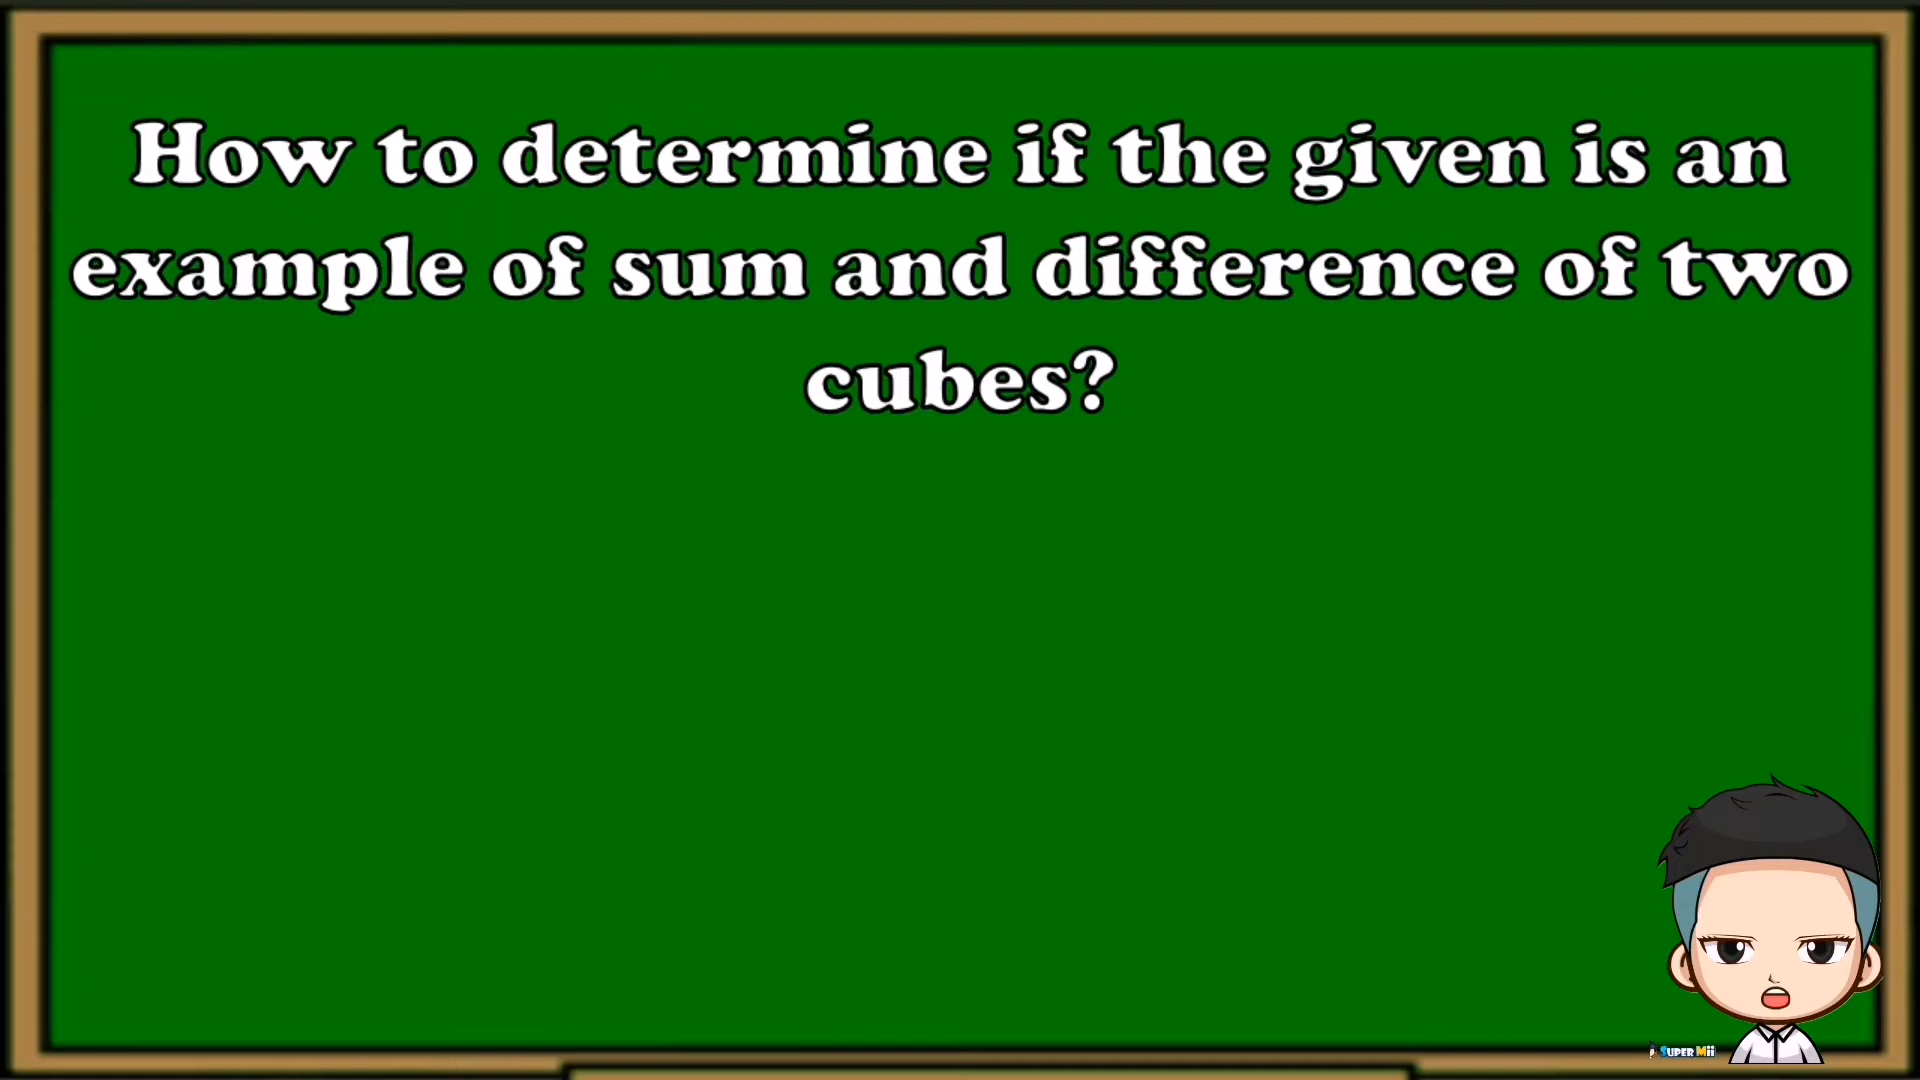 How to determine if the given is an
example of sum and difference of two
cubes?
SUPER Mii